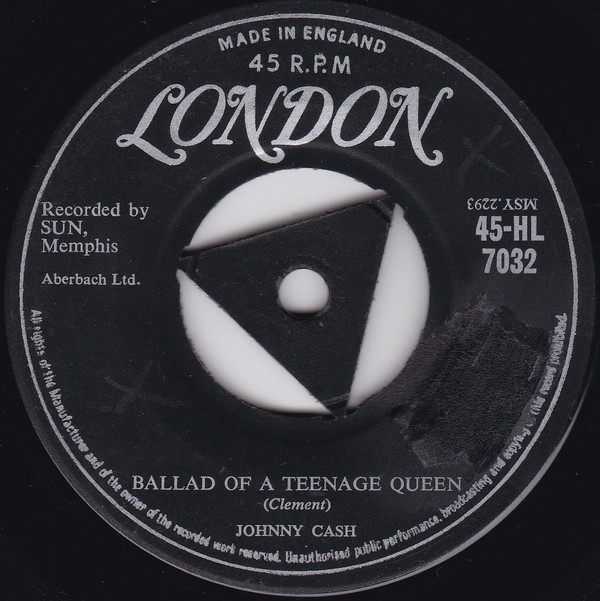 MADE IN ENGLAND
45 R.P.M
LONDON
Recorded by
SUN,
Memphis
Aberbach Ltd.
MSY.2293
45-HL
7032
BALLAD OF A TEENAGE QUEEN
(Clement)
JOHNNY CASH
All rights of the Manufacturer and of the owner of the recorded work reserved. Unauthorised public performance, broadcasting and copying of this record prohibited.